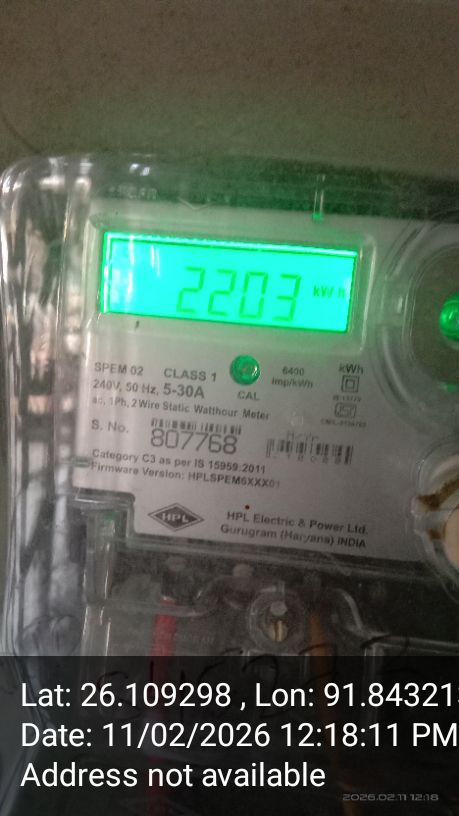 2203 kWh
SPEM 02 CLASS 1 6400 imp/kWh kWh
240V, 50 Hz, 5-30A CAL
ac, 1Ph, 2 Wire Static Watthour Meter
S. No. 807768
Category C3 as per IS 15959:2011
Firmware Version: HPLSPEM6XXX01
HPL
HPL Electric & Power Ltd.
Gurugram (Haryana) INDIA
Lat: 26.109298 , Lon: 91.84321
Date: 11/02/2026 12:18:11 PM
Address not available
2026.02.11 12:18